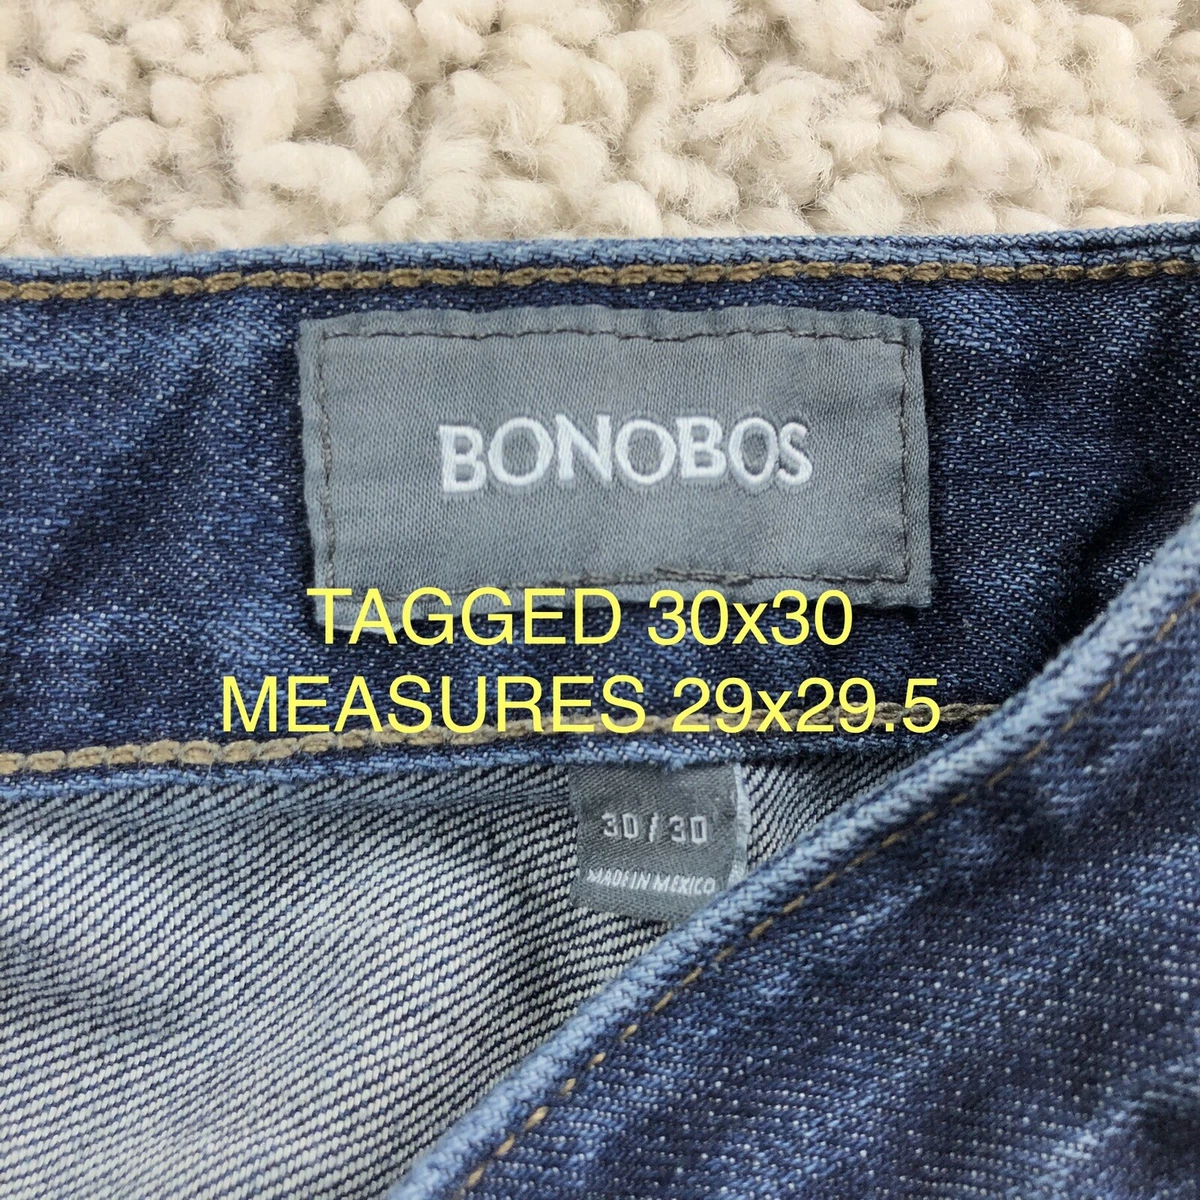 BONOBOS
TAGGED 30x30
MEASURES 29x29.5
30 / 30
MADE IN MEXICO